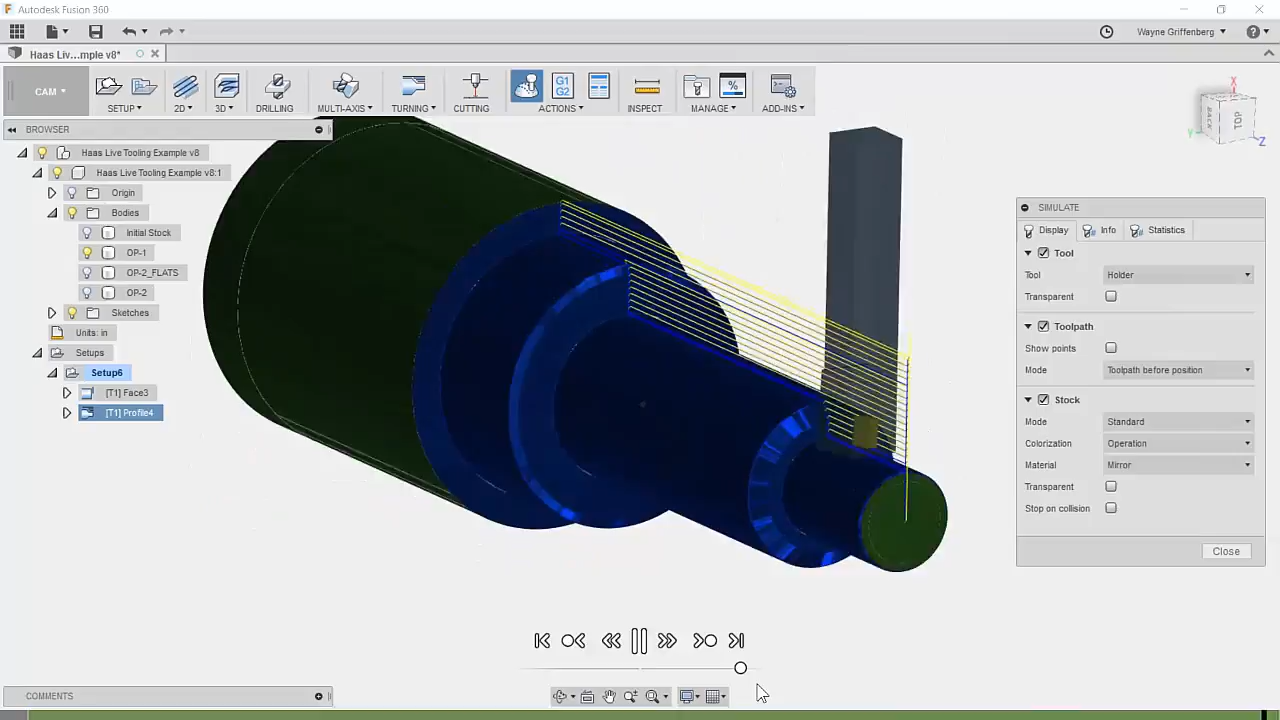 Autodesk Fusion 360
Wayne Griffenberg
Haas Liv...mple v8*
CAM
SETUP
2D
3D
DRILLING
MULTI-AXIS
TURNING
CUTTING
G1
G2
ACTIONS
INSPECT
%
MANAGE
ADD-INS
BROWSER
Haas Live Tooling Example v8
Haas Live Tooling Example v8:1
Origin
Bodies
Initial Stock
OP-1
OP-2_FLATS
OP-2
Sketches
Units: in
Setups
Setup6
[T1] Face3
[T1] Profile4
X
BACK
TOP
Y
Z
SIMULATE
Display
Info
Statistics
Tool
Tool
Holder
Transparent
Toolpath
Show points
Mode
Toolpath before position
Stock
Mode
Standard
Colorization
Operation
Material
Mirror
Transparent
Stop on collision
Close
COMMENTS